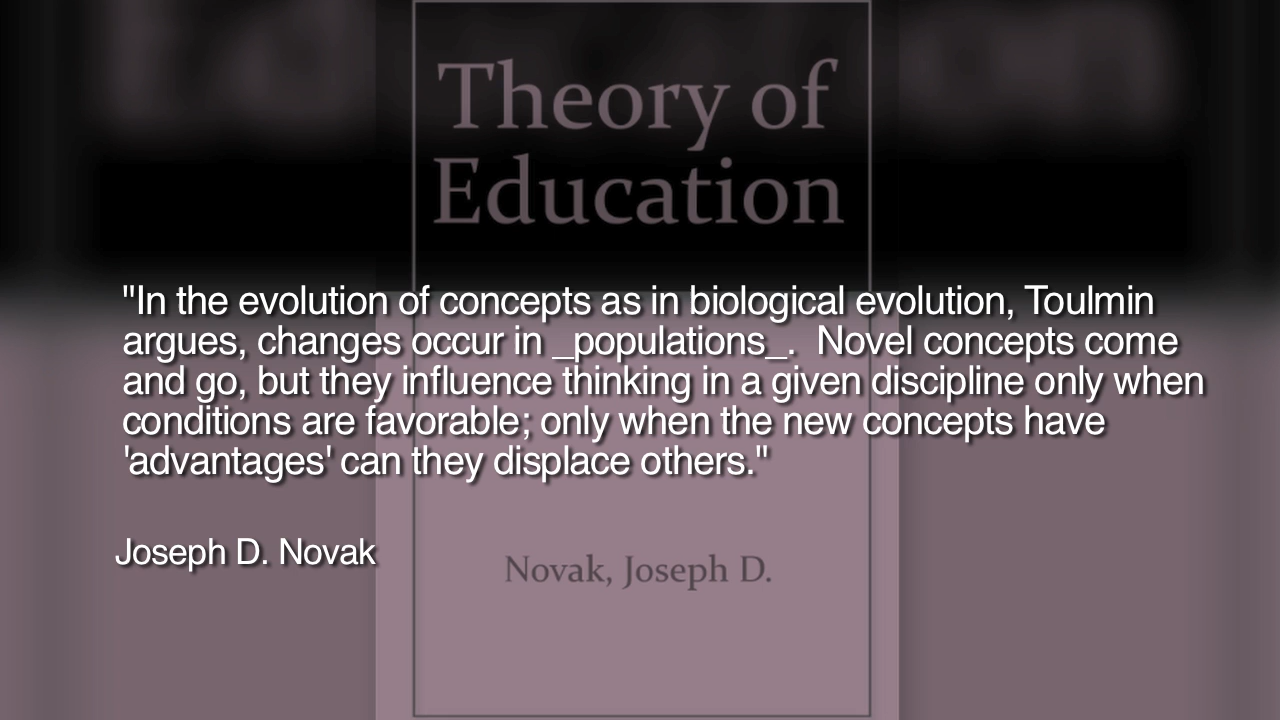 Theory of
Education
"In the evolution of concepts as in biological evolution, Toulmin
argues, changes occur in _populations_.  Novel concepts come
and go, but they influence thinking in a given discipline only when
conditions are favorable; only when the new concepts have
'advantages' can they displace others."
Joseph D. Novak
Novak, Joseph D.